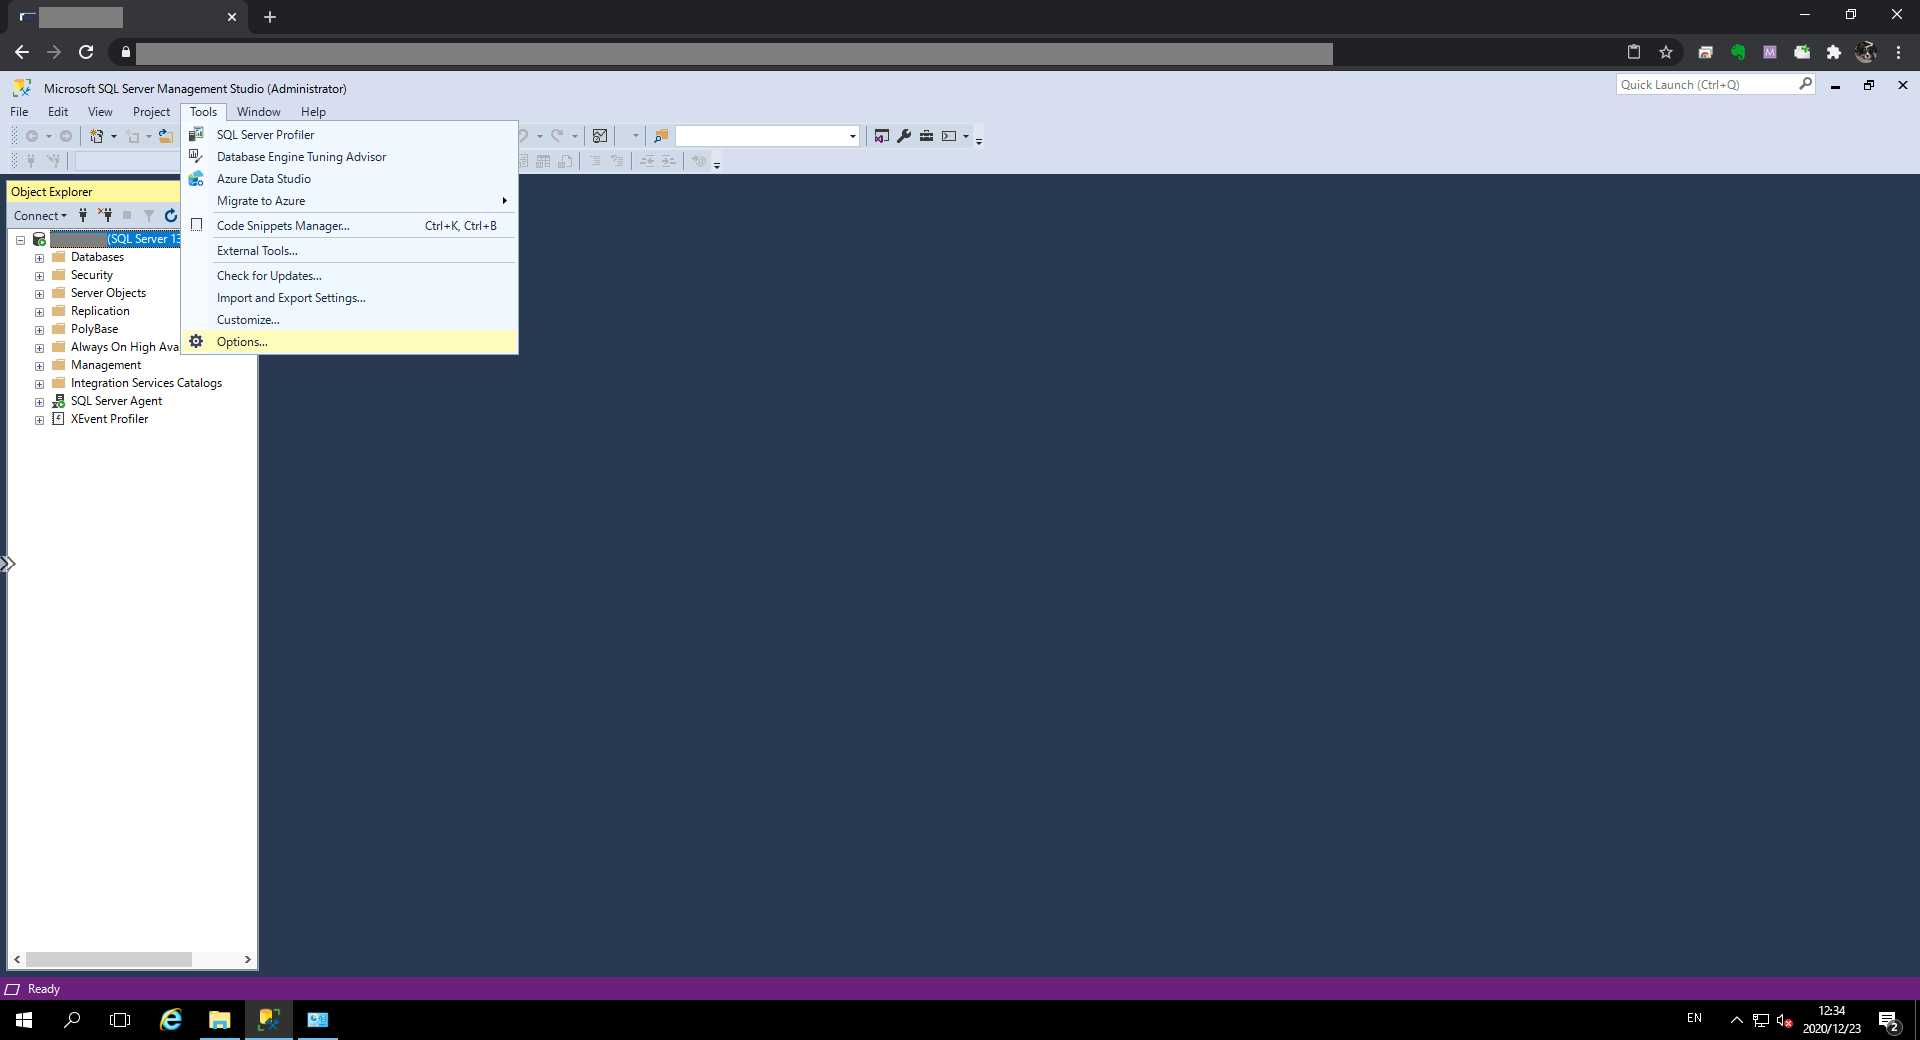 Microsoft SQL Server Management Studio (Administrator)
Quick Launch (Ctrl+Q)
File Edit View Project Tools Window Help
SQL Server Profiler
Database Engine Tuning Advisor
Azure Data Studio
Migrate to Azure
Code Snippets Manager... Ctrl+K, Ctrl+B
External Tools...
Check for Updates...
Import and Export Settings...
Customize...
Options...
Object Explorer
Connect
(SQL Server 13
Databases
Security
Server Objects
Replication
PolyBase
Always On High Ava
Management
Integration Services Catalogs
SQL Server Agent
XEvent Profiler
Ready
EN
12:34
2020/12/23
2